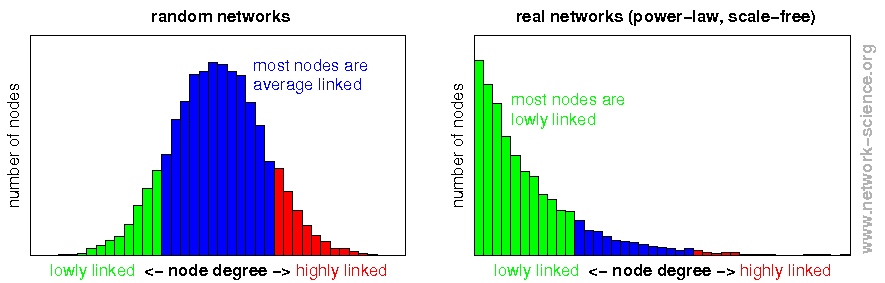 random networks
most nodes are
average linked
number of nodes
lowly linked <– node degree –> highly linked
real networks (power–law, scale–free)
most nodes are
lowly linked
number of nodes
lowly linked <– node degree –> highly linked
www.network–science.org